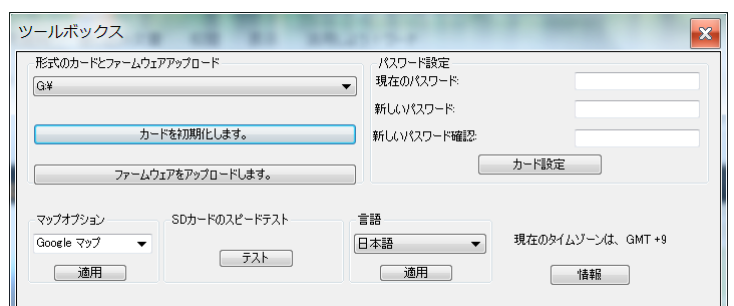 ツールボックス
形式のカードとファームウェアアップロード
G:¥
カードを初期化します。
ファームウェアをアップロードします。
パスワード設定
現在のパスワード:
新しいパスワード:
新しいパスワード確認:
カード設定
マップオプション
Google マップ
適用
SDカードのスピードテスト
テスト
言語
日本語
適用
現在のタイムゾーンは、GMT +9
情報